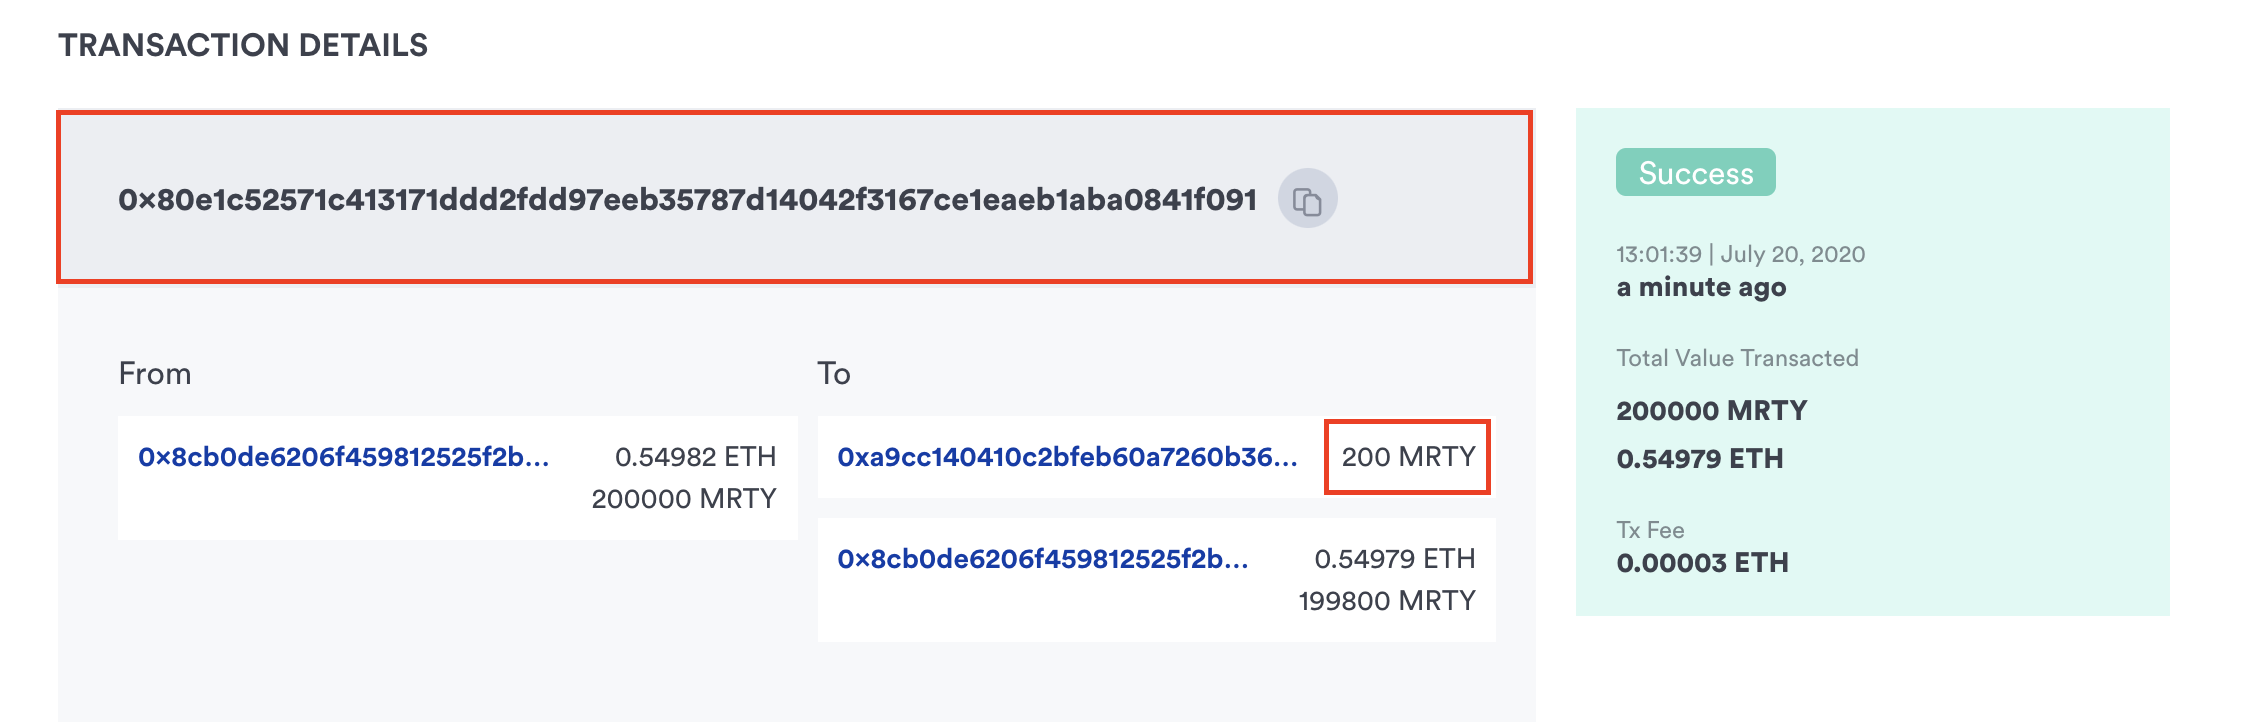 TRANSACTION DETAILS
0x80e1c52571c413171ddd2fdd97eeb35787d14042f3167ce1eaeb1aba0841f091
From
0x8cb0de6206f459812525f2b... 0.54982 ETH
200000 MRTY
To
0xa9cc140410c2bfeb60a7260b36... 200 MRTY
0x8cb0de6206f459812525f2b... 0.54979 ETH
199800 MRTY
Success
13:01:39 | July 20, 2020
a minute ago
Total Value Transacted
200000 MRTY
0.54979 ETH
Tx Fee
0.00003 ETH